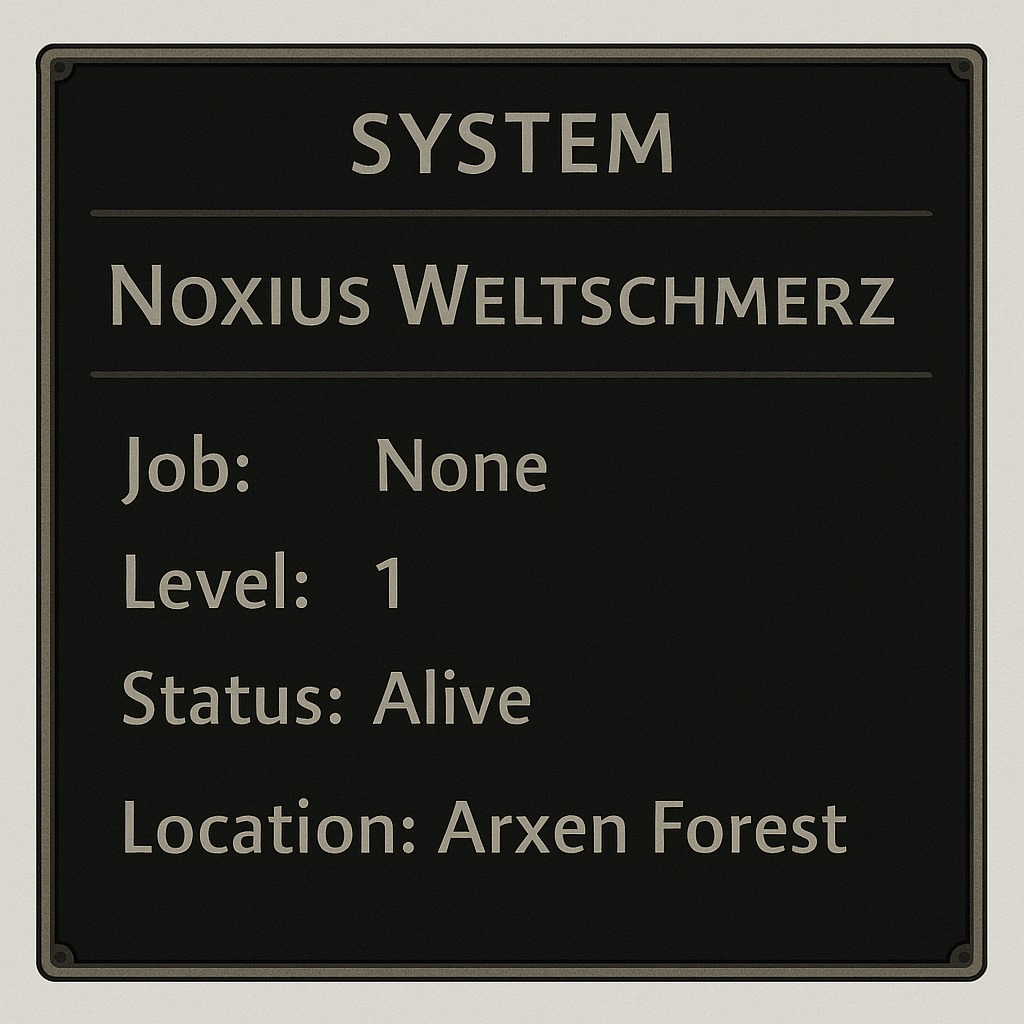 SYSTEM
Noxius Weltschmerz
Job: None
Level: 1
Status: Alive
Location: Arxen Forest